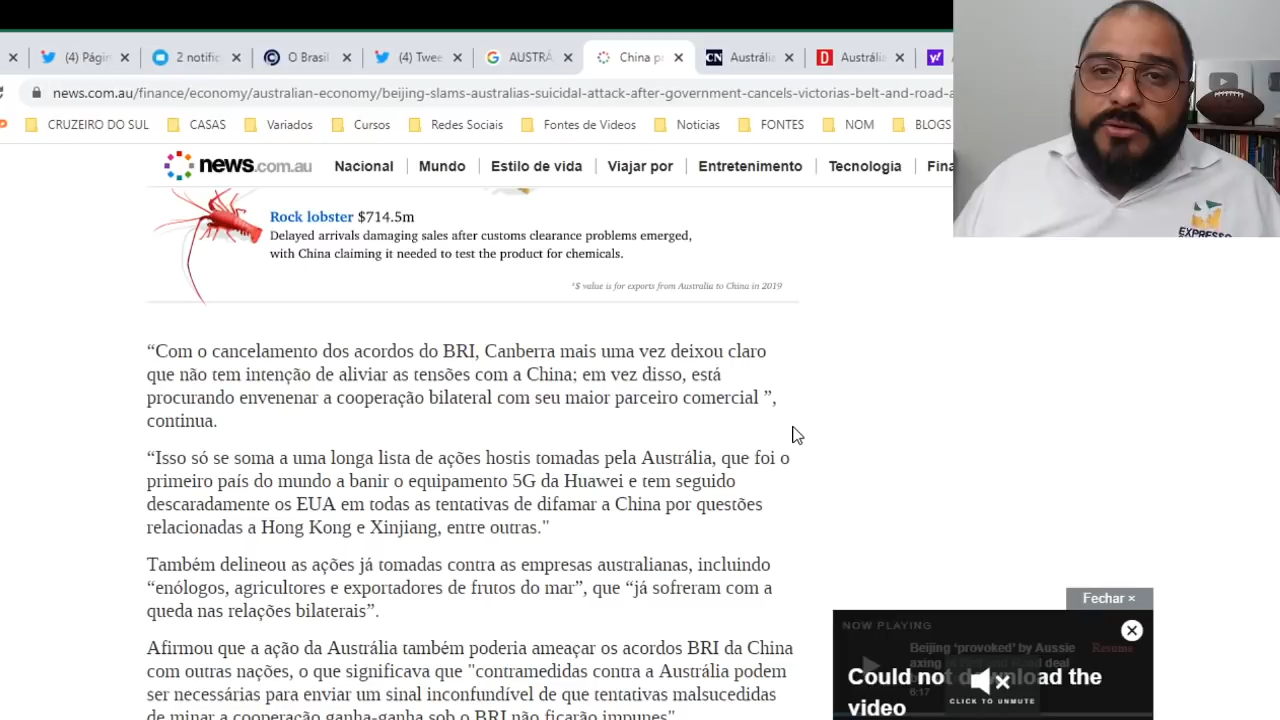 (4) Págin
2 notific
O Brasil
(4) Twee
AUSTRÁ
China pr
Austrália
Austrália
news.com.au/finance/economy/australian-economy/beijing-slams-australias-suicidal-attack-after-government-cancels-victorias-belt-and-road-a
CRUZEIRO DO SUL
CASAS
Variados
Cursos
Redes Sociais
Fontes de Videos
Noticias
FONTES
NOM
BLOGS
news.com.au
Nacional
Mundo
Estilo de vida
Viajar por
Entretenimento
Tecnologia
Fina
EXPRESSO
Rock lobster $714.5m
Delayed arrivals damaging sales after customs clearance problems emerged,
with China claiming it needed to test the product for chemicals.
*$ value is for exports from Australia to China in 2019
“Com o cancelamento dos acordos do BRI, Canberra mais uma vez deixou claro
que não tem intenção de aliviar as tensões com a China; em vez disso, está
procurando envenenar a cooperação bilateral com seu maior parceiro comercial ”,
continua.
“Isso só se soma a uma longa lista de ações hostis tomadas pela Austrália, que foi o
primeiro país do mundo a banir o equipamento 5G da Huawei e tem seguido
descaradamente os EUA em todas as tentativas de difamar a China por questões
relacionadas a Hong Kong e Xinjiang, entre outras."
Também delineou as ações já tomadas contra as empresas australianas, incluindo
“enólogos, agricultores e exportadores de frutos do mar”, que “já sofreram com a
queda nas relações bilaterais”.
Afirmou que a ação da Austrália também poderia ameaçar os acordos BRI da China
com outras nações, o que significava que "contramedidas contra a Austrália podem
ser necessárias para enviar um sinal inconfundível de que tentativas malsucedidas
de minar a cooperação ganha-ganha sob o BRI não ficarão impunes"
Fechar ×
NOW PLAYING
Beijing ‘provoked’ by Aussie
Resume
axing
deal
6:17
Could not download the
video
CLICK TO UNMUTE